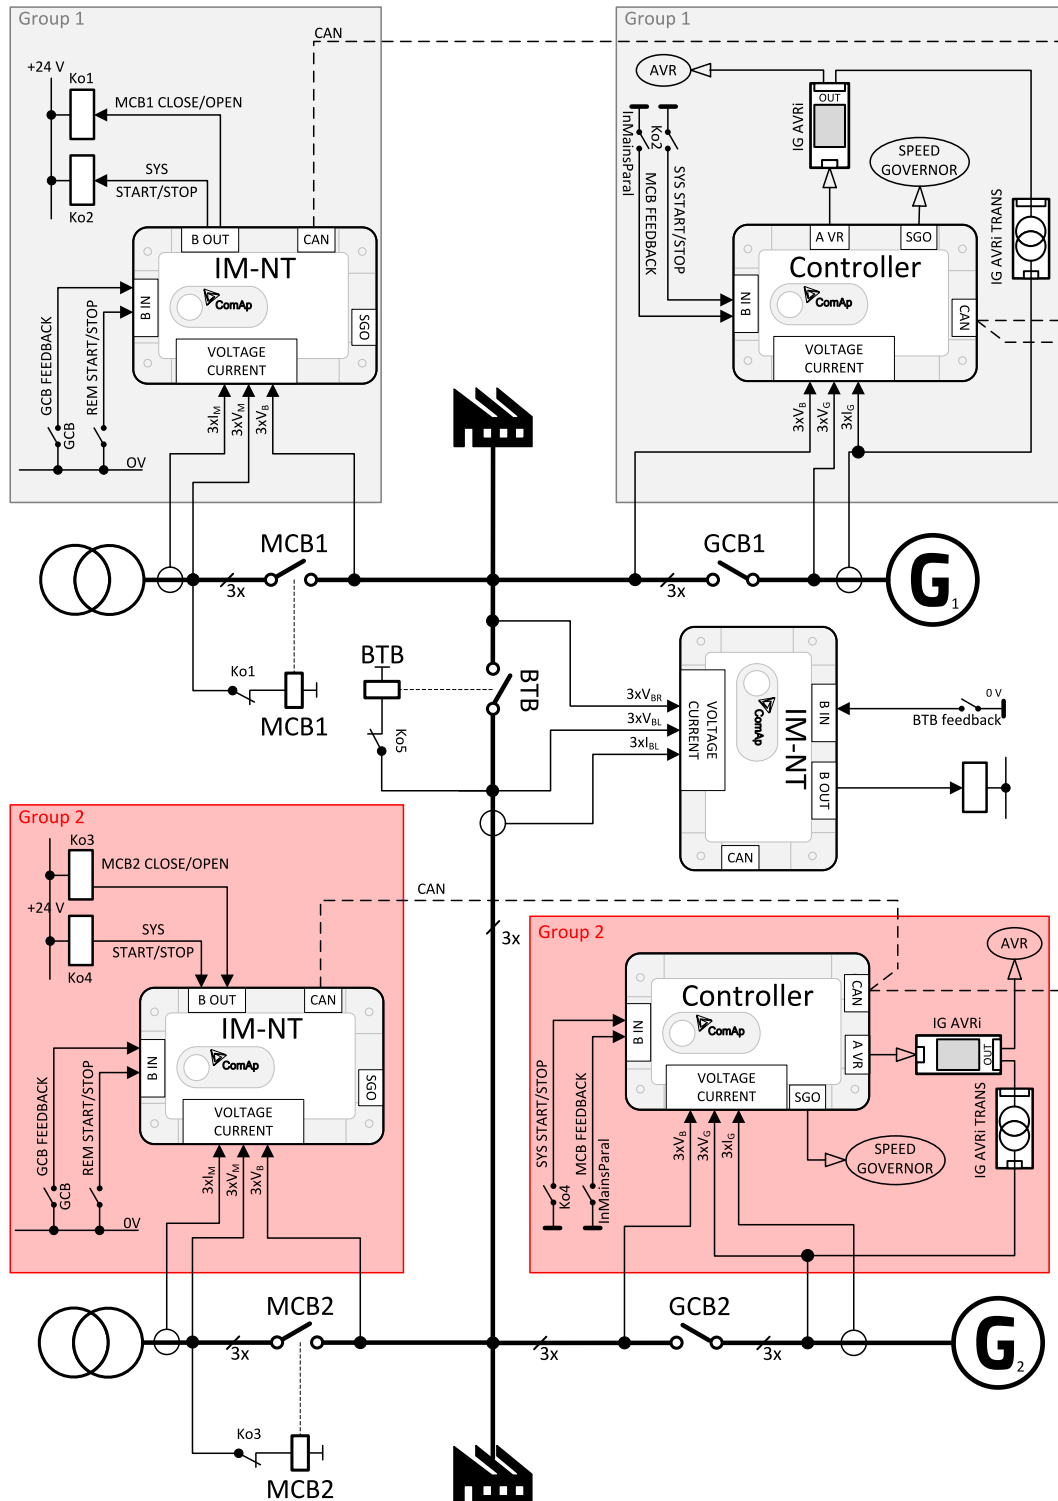 Group 1
CAN
+24 V
Ko1
MCB1 CLOSE/OPEN
SYS
START/STOP
Ko2
B OUT
CAN
IM-NT
ComAp
B IN
SGO
VOLTAGE
CURRENT
GCB FEEDBACK
REM START/STOP
GCB
OV
3xIM
3xVM
3xVB
Group 1
AVR
OUT
IG AVRi
InMainsParal
Ko2
MCB FEEDBACK
SYS START/STOP
SPEED
GOVERNOR
IG AVRi TRANS
A VR
SGO
Controller
ComAp
B IN
CAN
VOLTAGE
CURRENT
3xVB
3xVG
3xIG
MCB1
3x
GCB1
3x
G1
Ko1
MCB1
BTB
Ko5
BTB
3xVBR
3xVBL
3xIBL
VOLTAGE
CURRENT
ComAp
IM-NT
B IN
B OUT
CAN
0 V
BTB feedback
Group 2
Ko3
MCB2 CLOSE/OPEN
+24 V
SYS
START/STOP
Ko4
CAN
B OUT
CAN
IM-NT
ComAp
B IN
SGO
VOLTAGE
CURRENT
GCB FEEDBACK
REM START/STOP
GCB
0V
3xIM
3xVM
3xVB
3x
Group 2
AVR
Controller
ComAp
B IN
CAN
A VR
IG AVRi
OUT
IG AVRi TRANS
VOLTAGE
CURRENT
SGO
SPEED
GOVERNOR
SYS START/STOP
MCB FEEDBACK
Ko4
InMainsParal
3xVB
3xVG
3xIG
MCB2
3x
3x
GCB2
3x
G2
Ko3
MCB2